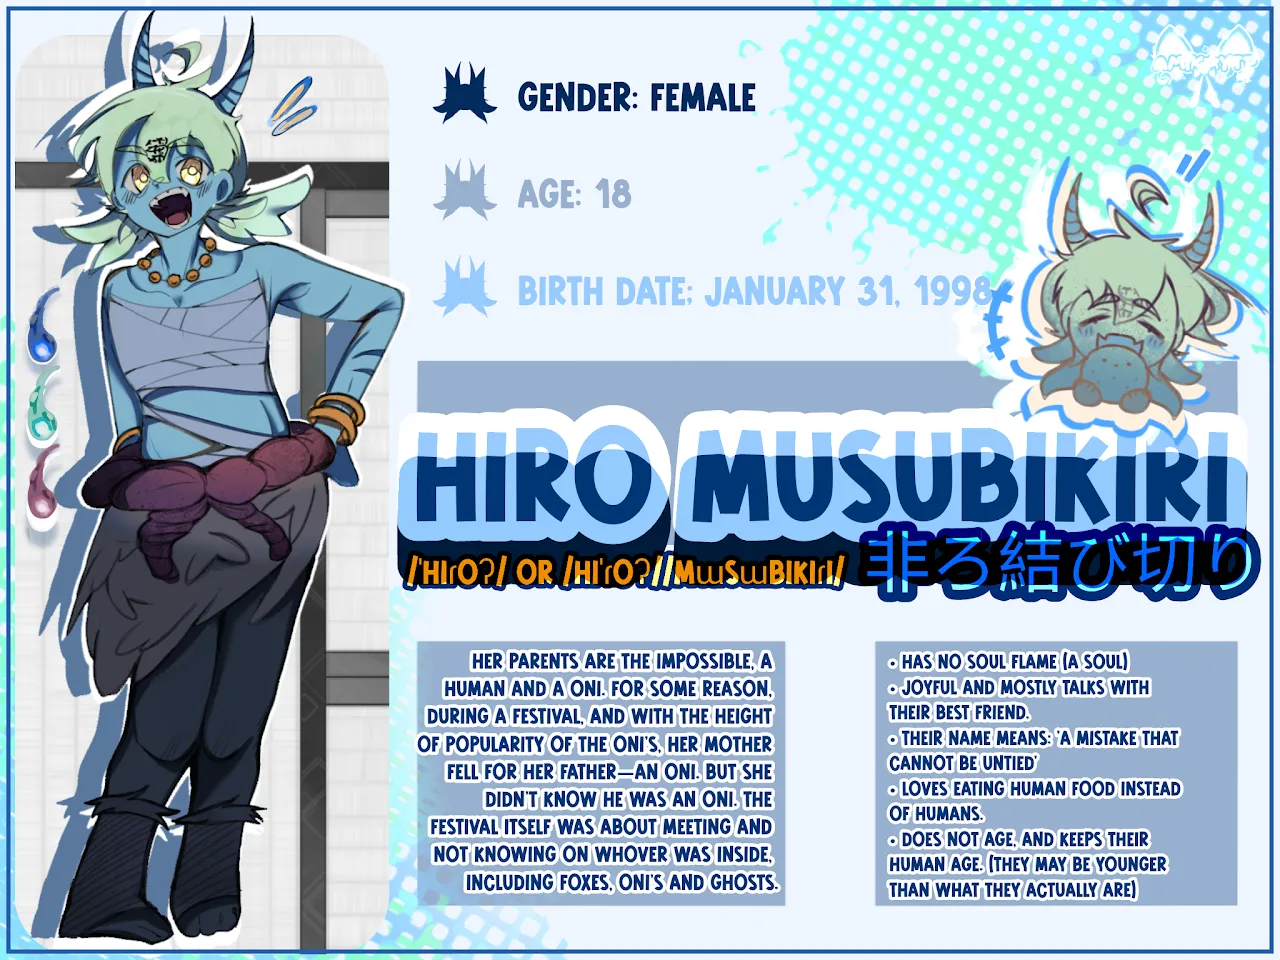 GENDER: FEMALE
AGE: 18
BIRTH DATE: JANUARY 31, 1998
HIRO MUSUBIKIRI
/'HIɾOʔ/ OR /HI'ɾOʔ//MɯSɯBIKIɾI/
非ろ結び切り
HER PARENTS ARE THE IMPOSSIBLE, A
HUMAN AND A ONI. FOR SOME REASON,
DURING A FESTIVAL, AND WITH THE HEIGHT
OF POPULARITY OF THE ONI'S, HER MOTHER
FELL FOR HER FATHER—AN ONI. BUT SHE
DIDN'T KNOW HE WAS AN ONI. THE
FESTIVAL ITSELF WAS ABOUT MEETING AND
NOT KNOWING ON WHOVER WAS INSIDE,
INCLUDING FOXES, ONI'S AND GHOSTS.
• HAS NO SOUL FLAME (A SOUL)
• JOYFUL AND MOSTLY TALKS WITH
THEIR BEST FRIEND.
• THEIR NAME MEANS: 'A MISTAKE THAT
CANNOT BE UNTIED'
• LOVES EATING HUMAN FOOD INSTEAD
OF HUMANS.
• DOES NOT AGE, AND KEEPS THEIR
HUMAN AGE. (THEY MAY BE YOUNGER
THAN WHAT THEY ACTUALLY ARE)